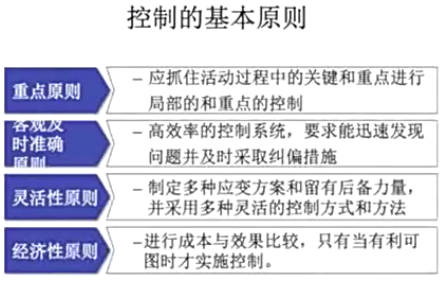 控制的基本原则
重点原则
– 应抓住活动过程中的关键和重点进行
局部的和重点的控制
客观及
时准确
原则
– 高效率的控制系统，要求能迅速发现
问题并及时采取纠偏措施
灵活性原则
– 制定多种应变方案和留有后备力量，
并采用多种灵活的控制方式和方法
经济性原则
–进行成本与效果比较，只有当有利可
图时才实施控制。